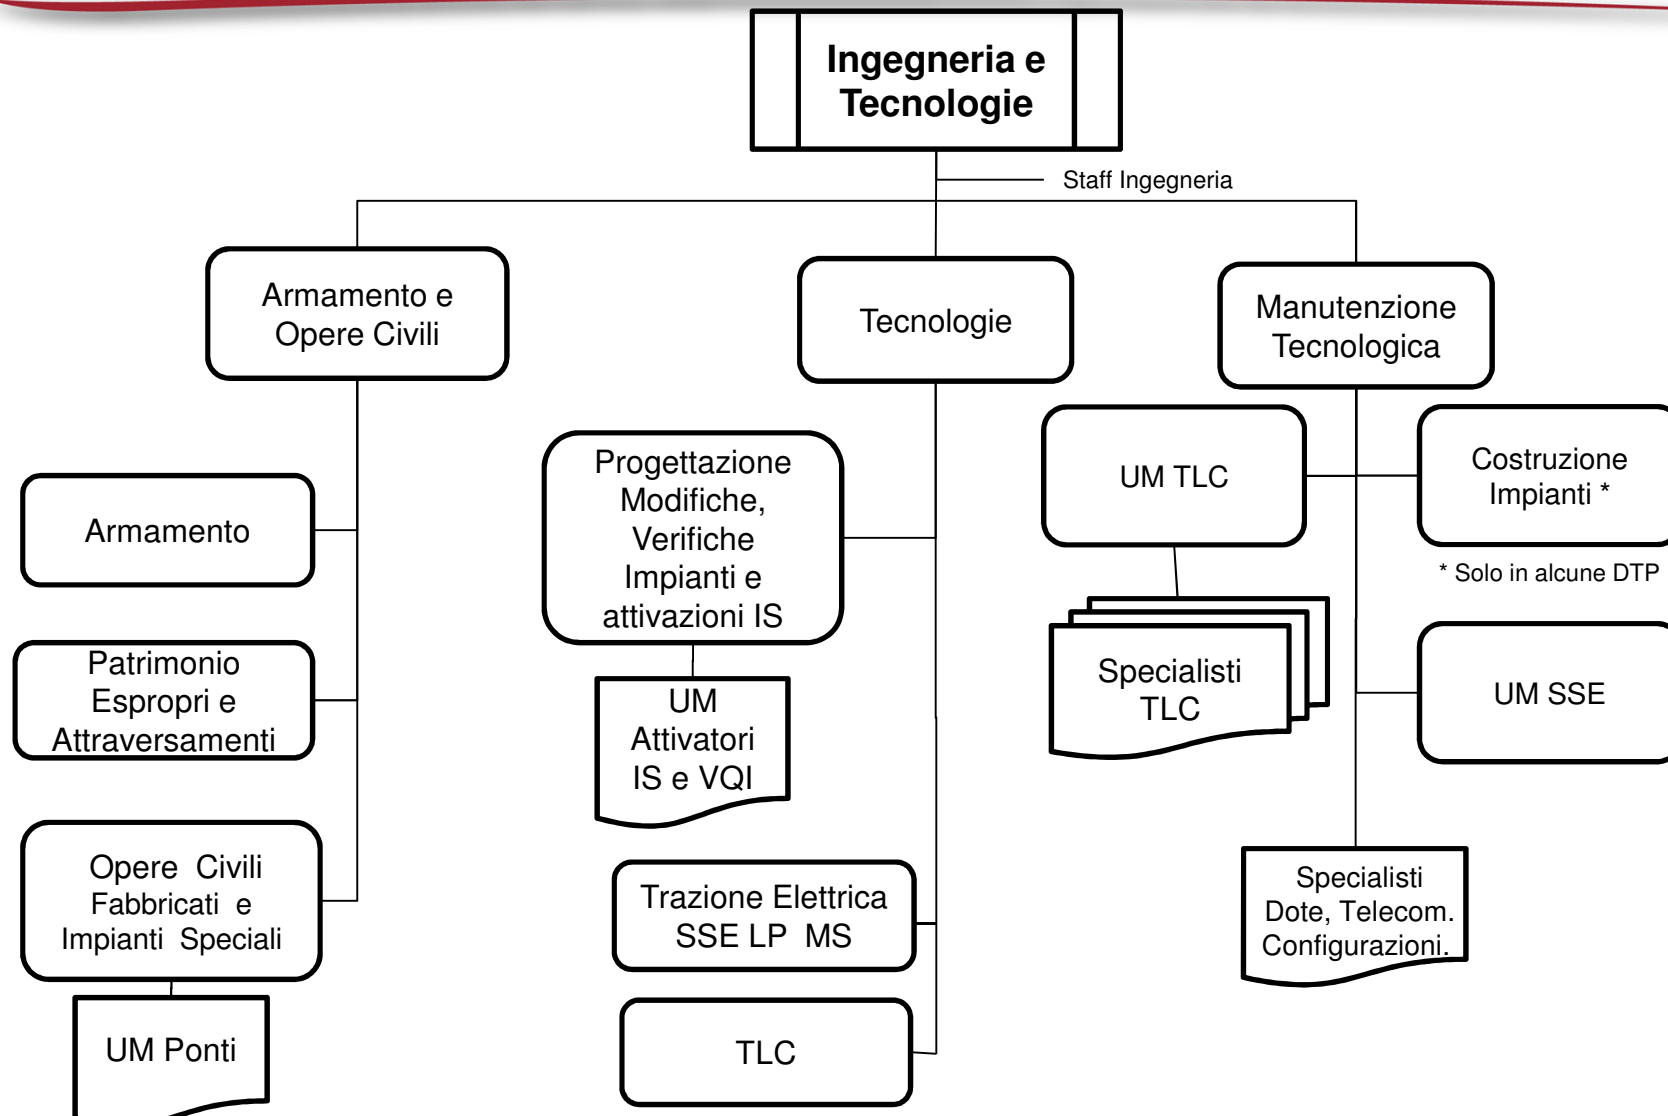 Ingegneria e
Tecnologie
Staff Ingegneria
Armamento e
Opere Civili
Tecnologie
Manutenzione
Tecnologica
Armamento
Patrimonio
Espropri e
Attraversamenti
Opere Civili
Fabbricati e
Impianti Speciali
UM Ponti
Progettazione
Modifiche,
Verifiche
Impianti e
attivazioni IS
UM
Attivatori
IS e VQI
Trazione Elettrica
SSE LP MS
TLC
UM TLC
Specialisti
TLC
Costruzione
Impianti *
* Solo in alcune DTP
UM SSE
Specialisti
Dote, Telecom.
Configurazioni.